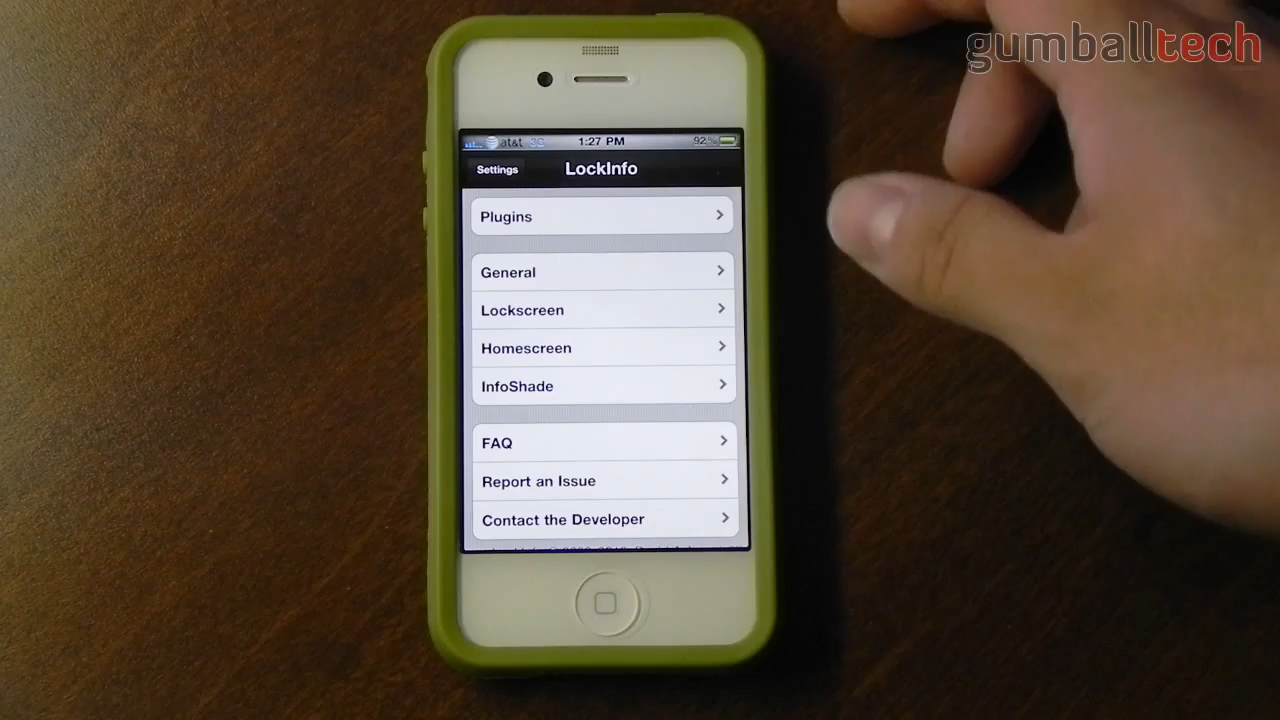 gumballtech
at&t 3G 1:27 PM 92%
Settings LockInfo
Plugins
General
Lockscreen
Homescreen
InfoShade
FAQ
Report an Issue
Contact the Developer